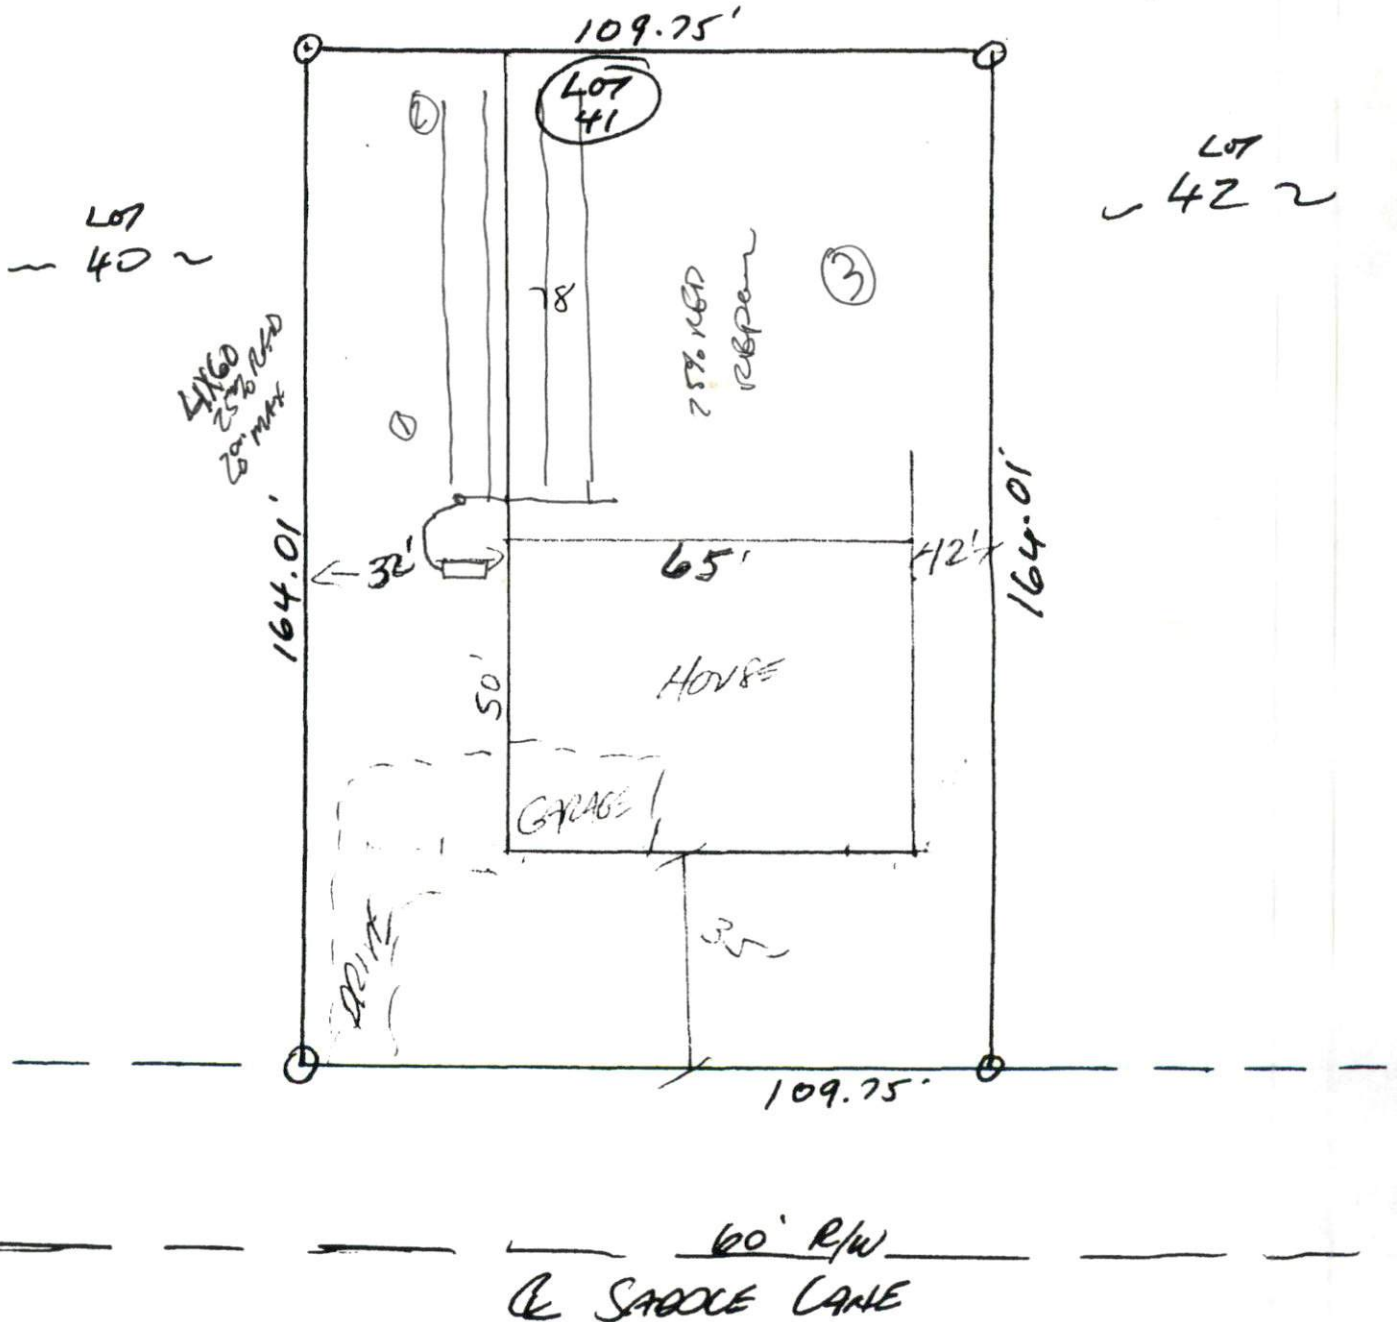 109.75'
LOT
41
2
LOT
42
LOT
40
3
78
25% RED
4X60
25% RED
20" MAX
1
164.01'
32'
65'
12'
164.01'
50'
HOUSE
GARAGE
35'
DRIVE
109.75'
60' R/W
℄ SADDLE LANE